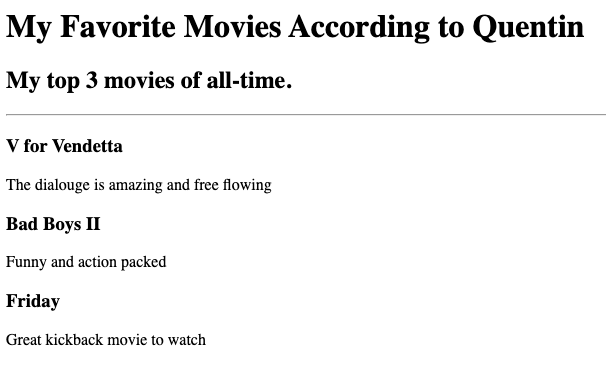 My Favorite Movies According to Quentin
My top 3 movies of all-time.
V for Vendetta
The dialouge is amazing and free flowing
Bad Boys II
Funny and action packed
Friday
Great kickback movie to watch